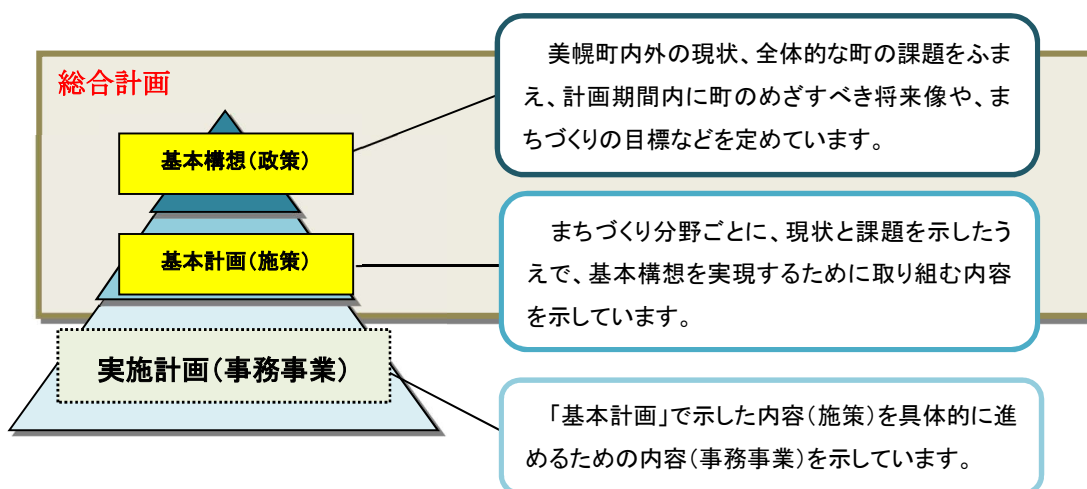 総合計画
基本構想(政策)
美幌町内外の現状、全体的な町の課題をふま
え、計画期間内に町のめざすべき将来像や、ま
ちづくりの目標などを定めています。
基本計画(施策)
まちづくり分野ごとに、現状と課題を示したう
えで、基本構想を実現するために取り組む内容
を示しています。
実施計画(事務事業)
「基本計画」で示した内容(施策)を具体的に進
めるための内容(事務事業)を示しています。